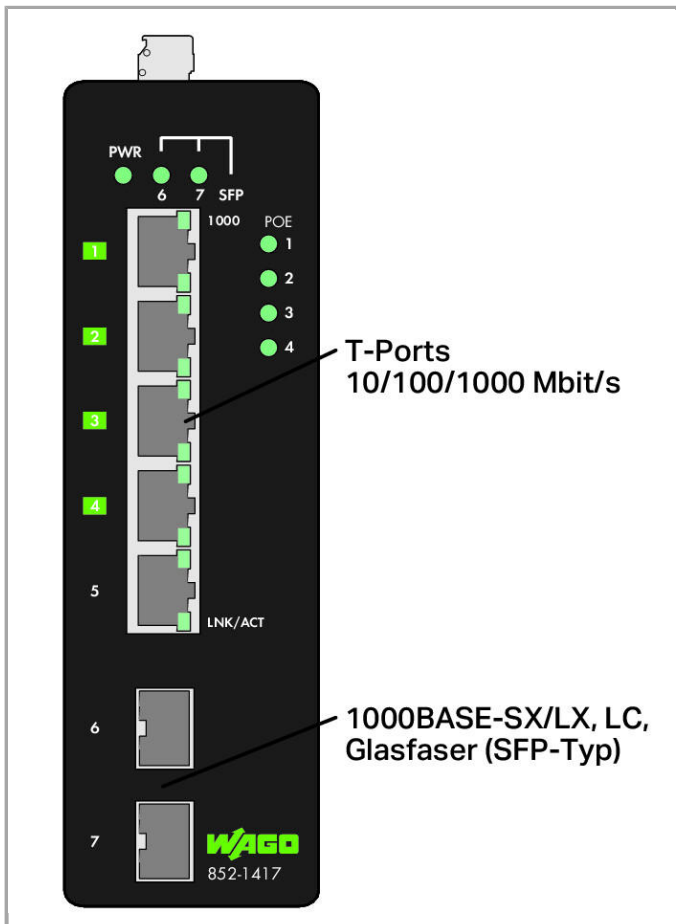 PWR
6 7 SFP
1000
POE
1
2
3
4
1
2
3
4
5
LNK/ACT
T-Ports
10/100/1000 Mbit/s
6
1000BASE-SX/LX, LC,
Glasfaser (SFP-Typ)
7
WAGO
852-1417